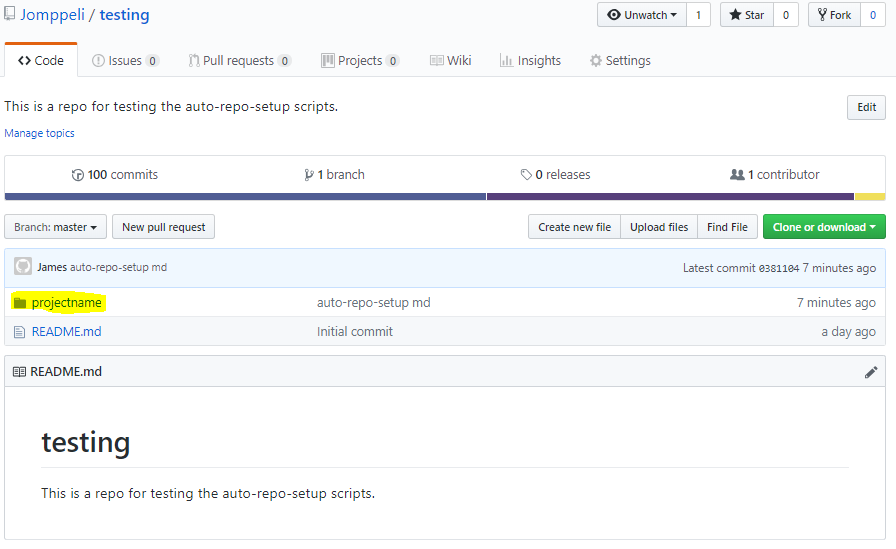 Jomppeli / testing Unwatch 1 Star 0 Fork 0
Code Issues 0 Pull requests 0 Projects 0 Wiki Insights Settings
This is a repo for testing the auto-repo-setup scripts. Edit
Manage topics
100 commits 1 branch 0 releases 1 contributor
Branch: master New pull request Create new file Upload files Find File Clone or download
James auto-repo-setup md Latest commit 0381104 7 minutes ago
projectname auto-repo-setup md 7 minutes ago
README.md Initial commit a day ago
README.md
testing
This is a repo for testing the auto-repo-setup scripts.